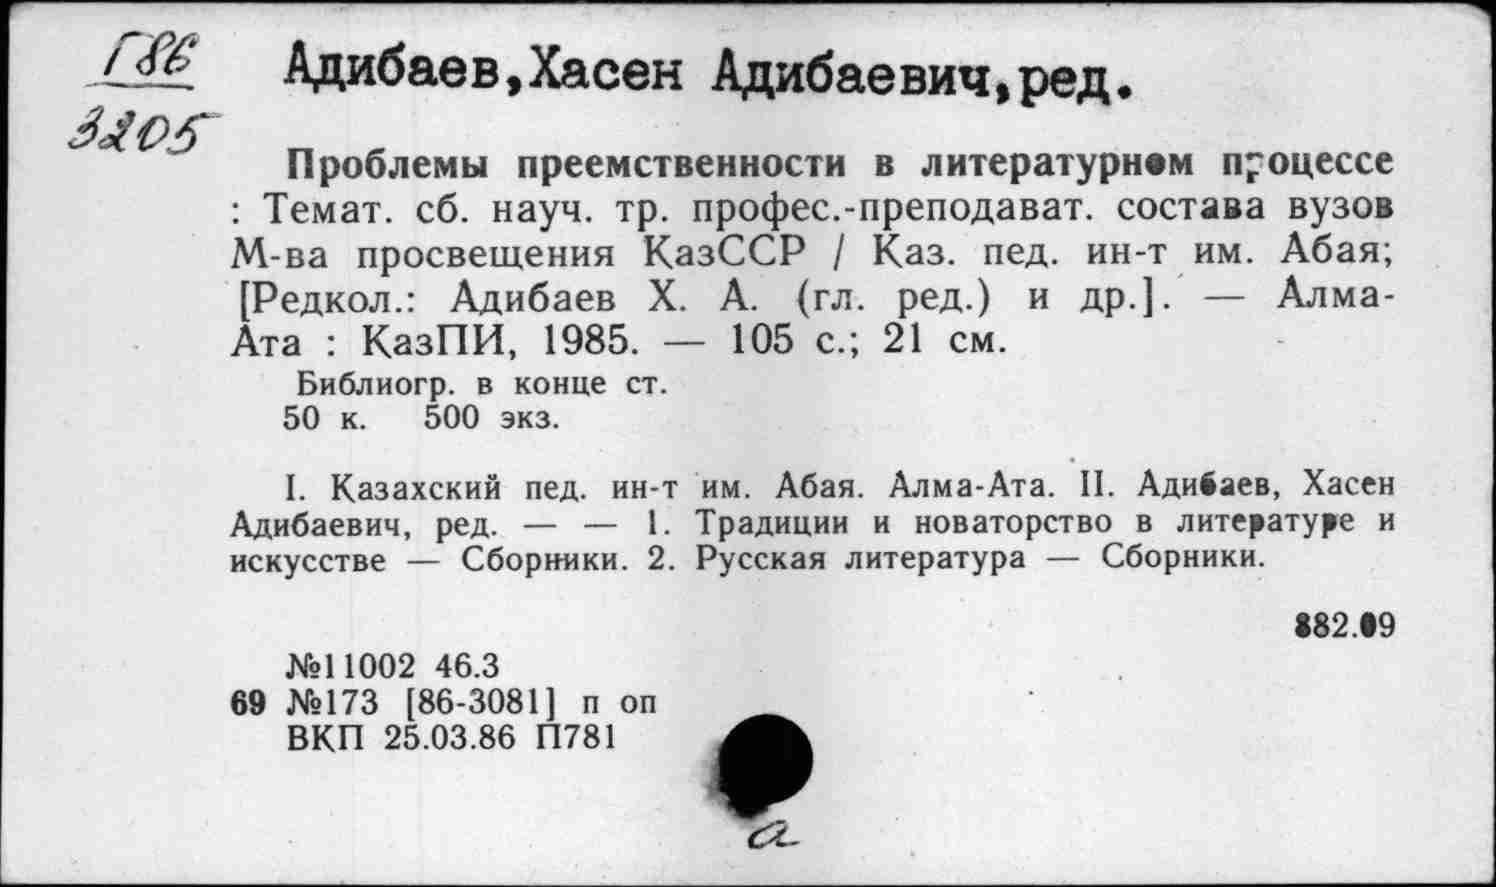 Г86
3205
Адибаев,Хасен Адибаевич,ред.
Проблемы преемственности в литературном процессе
: Темат. сб. науч. тр. профес.-преподават. состава вузов
М-ва просвещения КазССР / Каз. пед. ин-т им. Абая;
[Редкол.: Адибаев Х. А. (гл. ред.) и др.]. — Алма-
Ата : КазПИ, 1985. — 105 с.; 21 см.
Библиогр. в конце ст.
50 к. 500 экз.
I. Казахский пед. ин-т им. Абая. Алма-Ата. II. Адибаев, Хасен
Адибаевич, ред. — — 1. Традиции и новаторство в литературе и
искусстве — Сборники. 2. Русская литература — Сборники.
882.09
№11002 46.3
69 №173 [86-3081] п оп
ВКП 25.03.86 П781
а